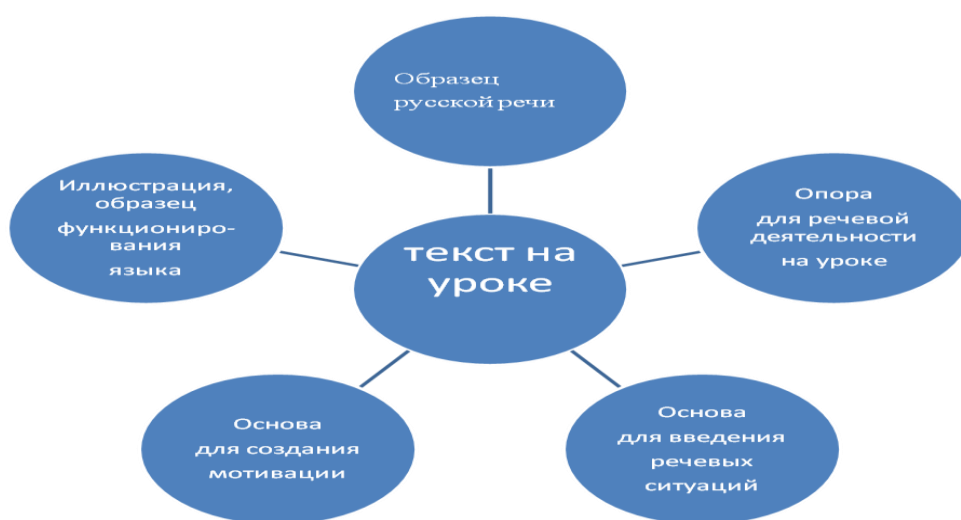 Образец
русской речи
Иллюстрация,
образец
функциониро-
вания
языка
текст на
уроке
Опора
для речевой
деятельности
на уроке
Основа
для создания
мотивации
Основа
для введения
речевых
ситуаций